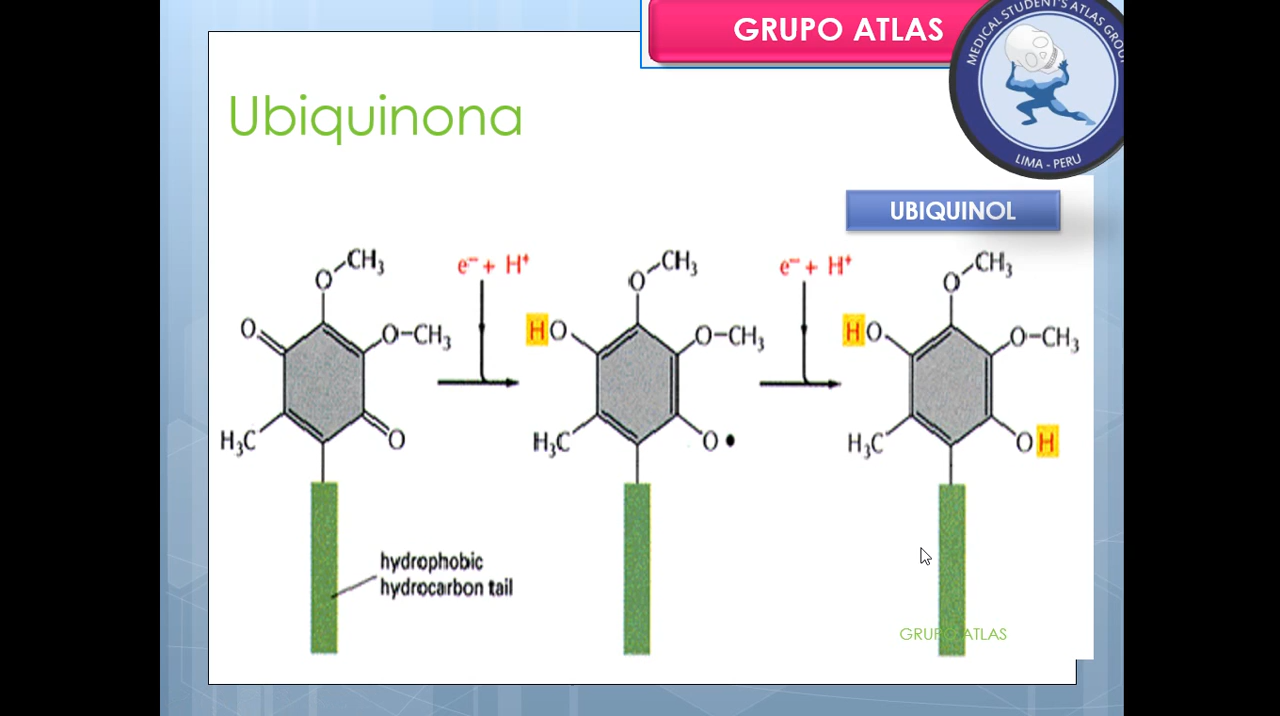 GRUPO ATLAS
MEDICAL STUDENT'S ATLAS GROUP
LIMA - PERU
Ubiquinona
UBIQUINOL
O
CH₃
O
O-CH₃
H₃C
O
e⁻ + H⁺
HO
O
CH₃
O-CH₃
H₃C
O •
e⁻ + H⁺
HO
O
CH₃
O-CH₃
H₃C
OH
hydrophobic
hydrocarbon tail
GRUPO ATLAS